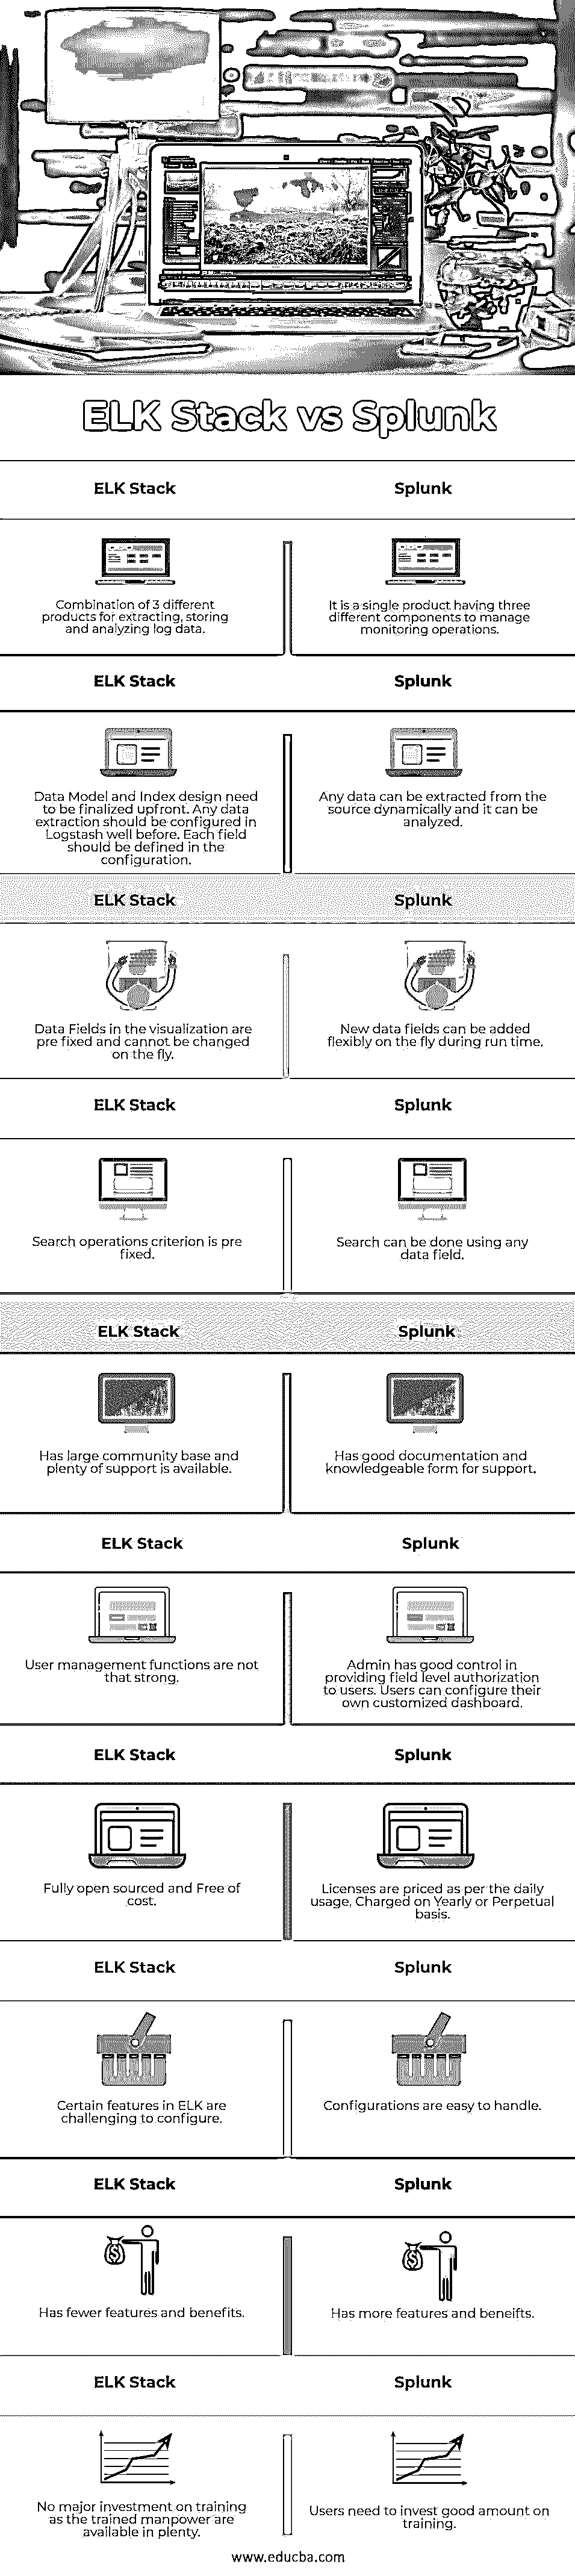 ELK Stack vs Splunk
ELK Stack
Splunk
Combination of 3 different
products for extracting, storing
and analyzing log data.
It is a single product having three
different components to manage
monitoring operations.
ELK Stack
Splunk
Data Model and Index design need
to be finalized upfront. Any data
extraction should be configured in
Logstash well before. Each field
should be defined in the
configuration.
Any data can be extracted from the
source dynamically and it can be
analyzed.
ELK Stack
Splunk
Data Fields in the visualization are
pre fixed and cannot be changed
on the fly.
New data fields can be added
flexibly on the fly during run time.
ELK Stack
Splunk
Search operations criterion is pre
fixed.
Search can be done using any
data field.
ELK Stack
Splunk
Has large community base and
plenty of support is available.
Has good documentation and
knowledgeable form for support.
ELK Stack
Splunk
User management functions are not
that strong.
Admin has good control in
providing field level authorization
to users. Users can configure their
own customized dashboard.
ELK Stack
Splunk
Fully open sourced and Free of
cost.
Licenses are priced as per the daily
usage. Charged on Yearly or Perpetual
basis.
ELK Stack
Splunk
Certain features in ELK are
challenging to configure.
Configurations are easy to handle.
ELK Stack
Splunk
Has fewer features and benefits.
Has more features and beneifts.
ELK Stack
Splunk
No major investment on training
as the trained manpower are
available in plenty.
Users need to invest good amount on
training.
www.educba.com